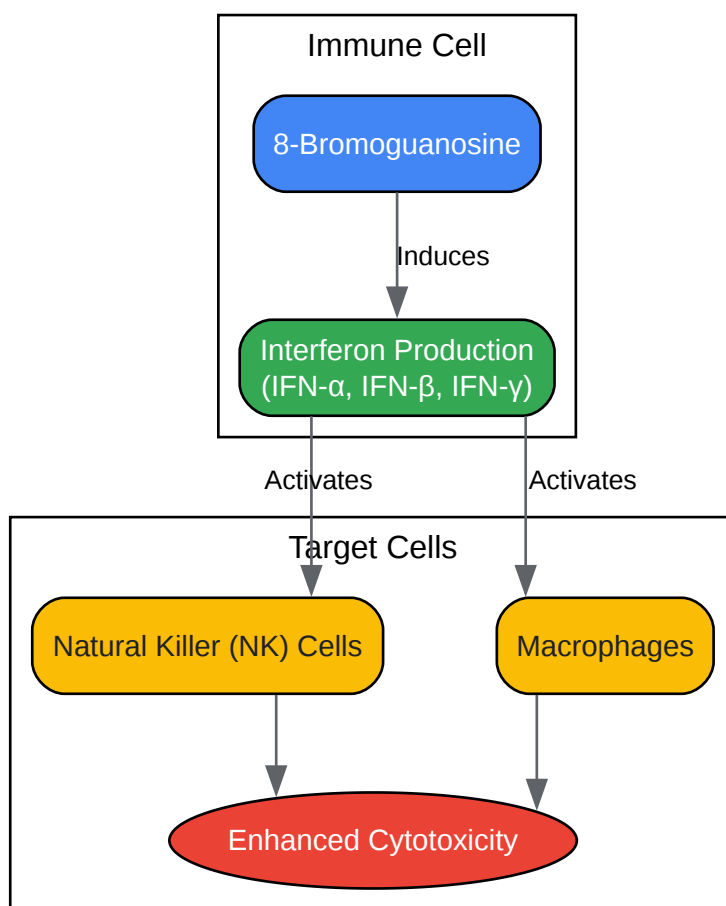 Immune Cell
8-Bromoguanosine
Induces
Interferon Production
(IFN-α, IFN-β, IFN-γ)
Activates
Activates
Target Cells
Natural Killer (NK) Cells
Macrophages
Enhanced Cytotoxicity